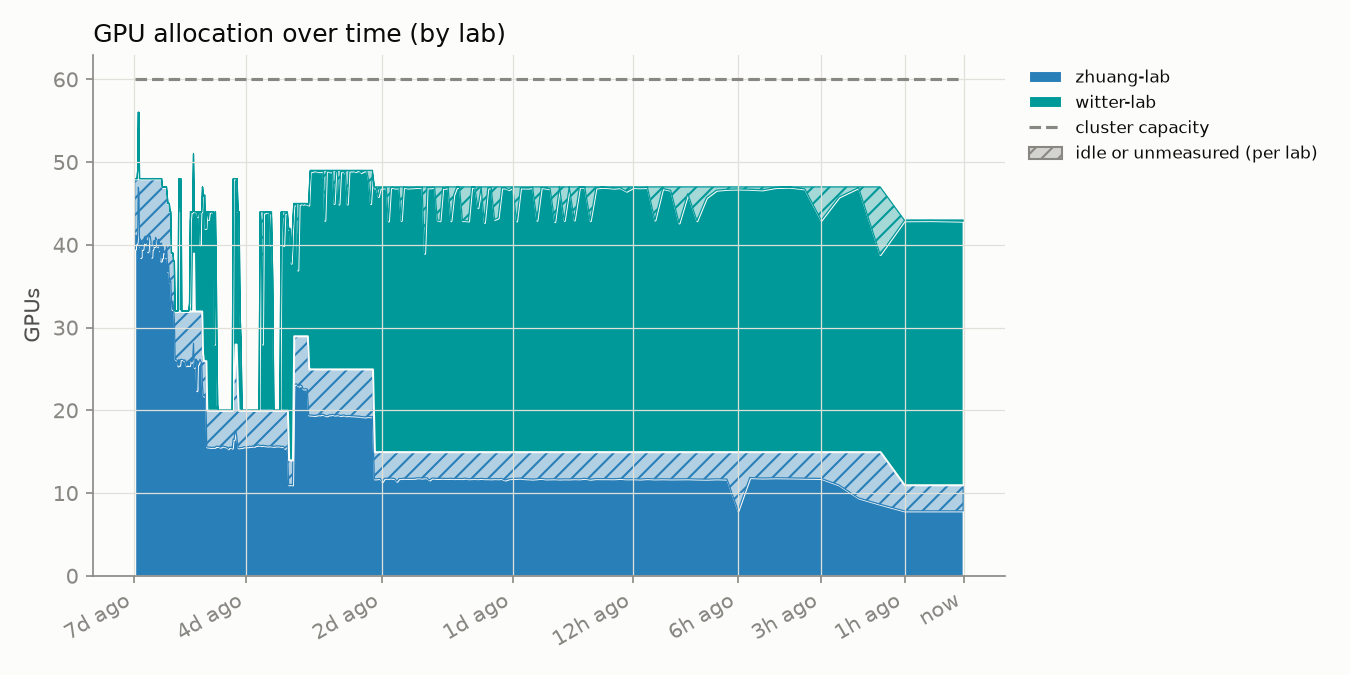 GPU allocation over time (by lab)
zhuang-lab
witter-lab
cluster capacity
idle or unmeasured (per lab)
GPUs
60
50
40
30
20
10
0
7d ago
4d ago
2d ago
1d ago
12h ago
6h ago
3h ago
1h ago
now